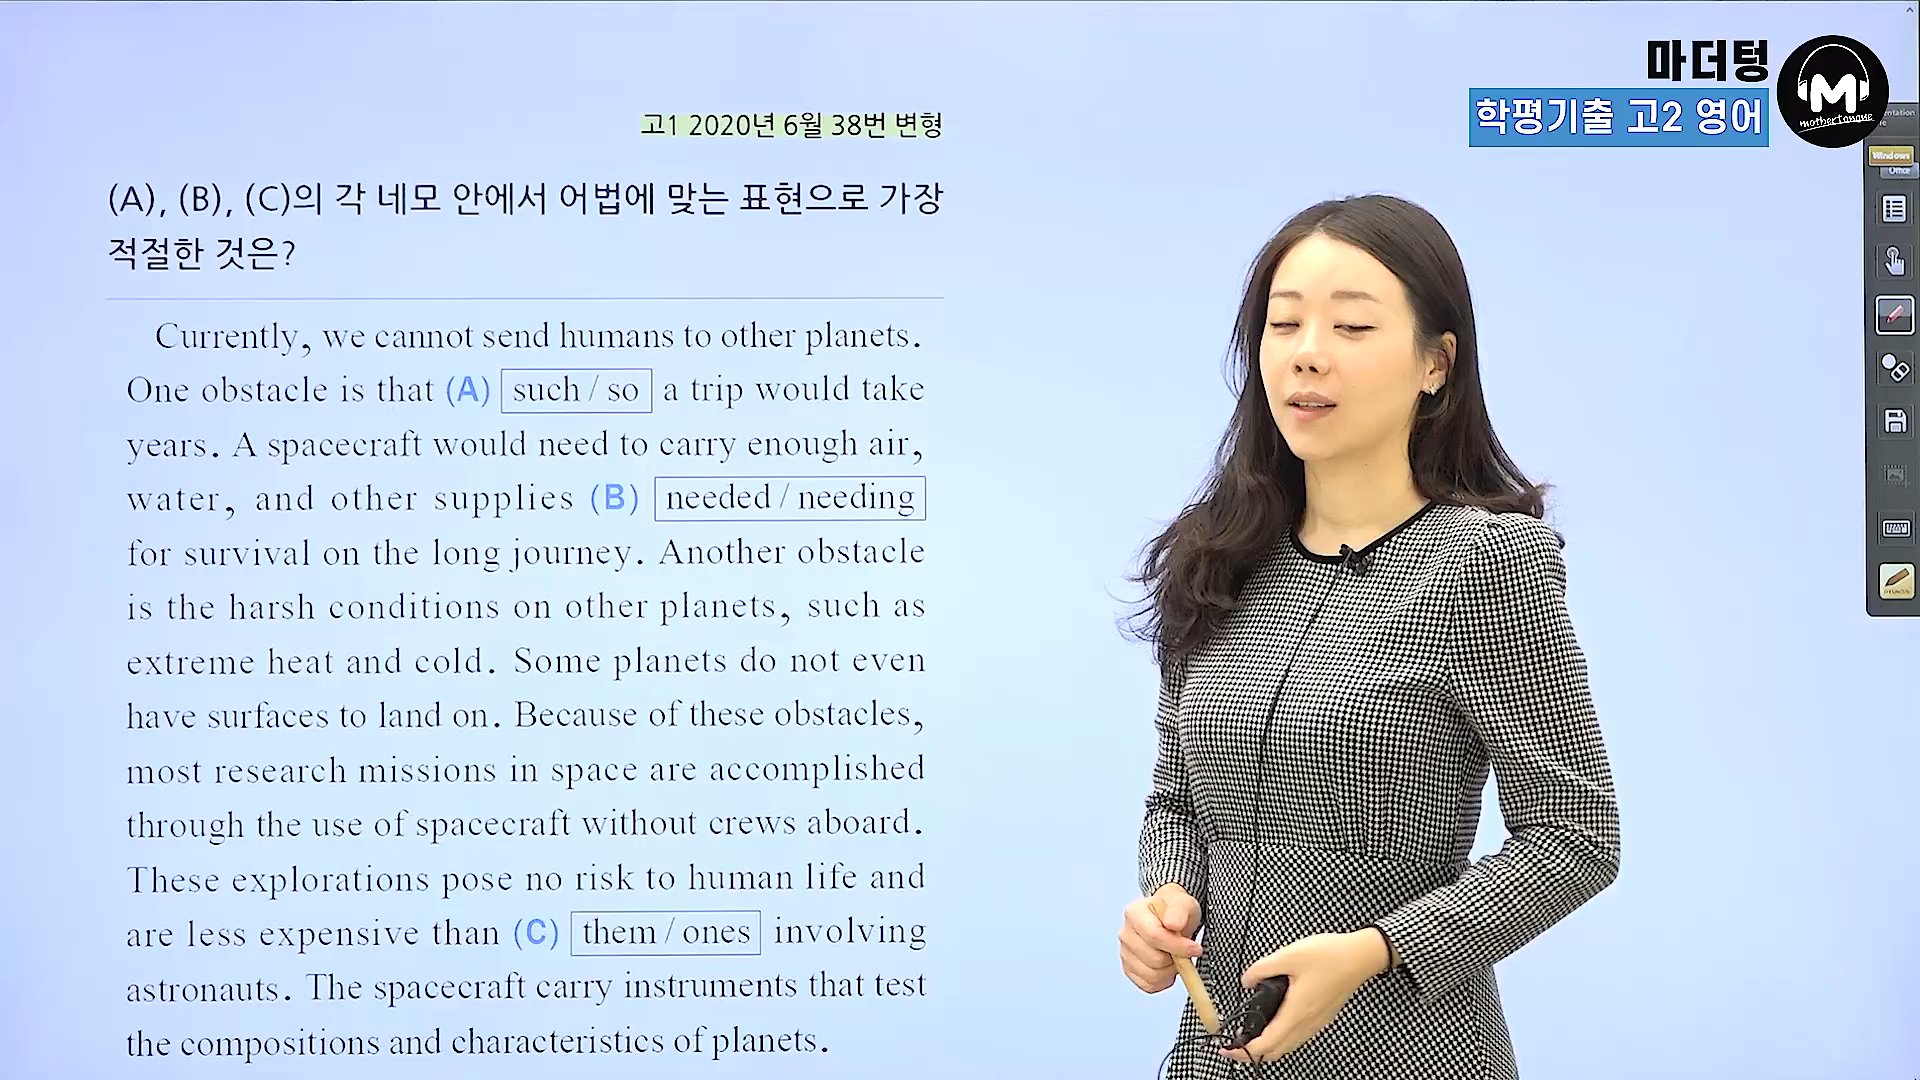 마더텅
학평기출 고2 영어
M
mothertongue
고1 2020년 6월 38번 변형
(A), (B), (C)의 각 네모 안에서 어법에 맞는 표현으로 가장
적절한 것은?
Currently, we cannot send humans to other planets.
One obstacle is that (A) such / so a trip would take
years. A spacecraft would need to carry enough air,
water, and other supplies (B) needed / needing
for survival on the long journey. Another obstacle
is the harsh conditions on other planets, such as
extreme heat and cold. Some planets do not even
have surfaces to land on. Because of these obstacles,
most research missions in space are accomplished
through the use of spacecraft without crews aboard.
These explorations pose no risk to human life and
are less expensive than (C) them / ones involving
astronauts. The spacecraft carry instruments that test
the compositions and characteristics of planets.
Windows
Office